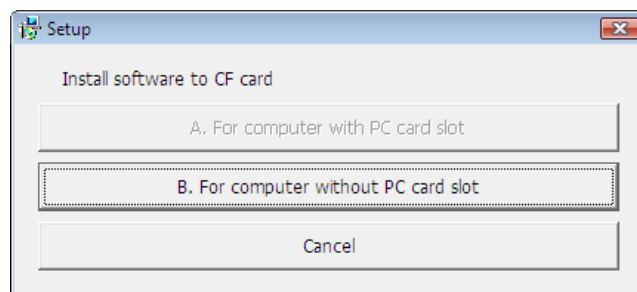 Setup
Install software to CF card
A. For computer with PC card slot
B. For computer without PC card slot
Cancel